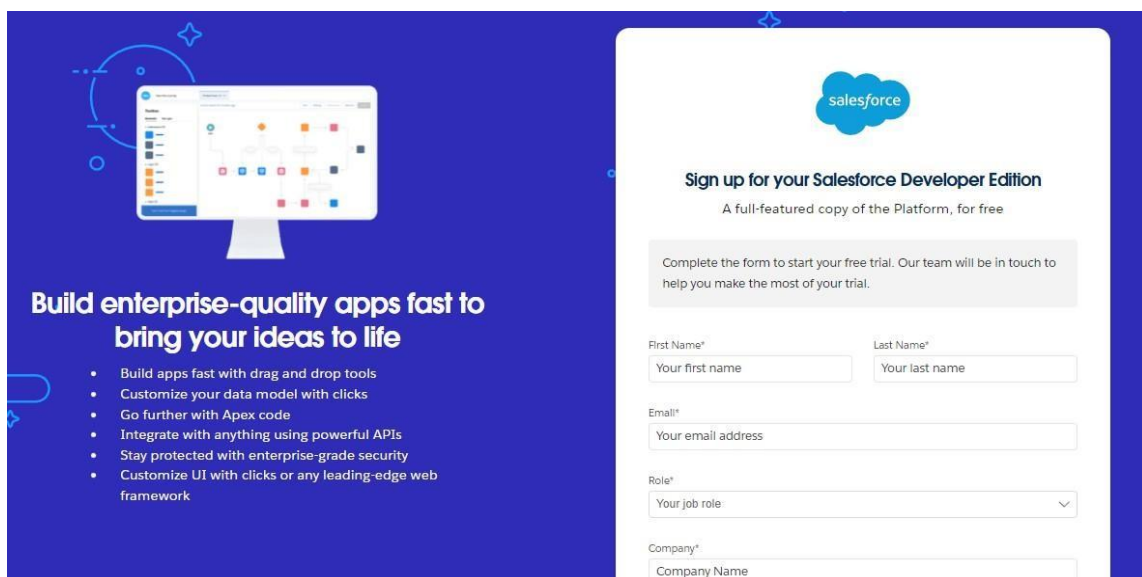 Build enterprise-quality apps fast to
bring your ideas to life
• Build apps fast with drag and drop tools
• Customize your data model with clicks
• Go further with Apex code
• Integrate with anything using powerful APIs
• Stay protected with enterprise-grade security
• Customize UI with clicks or any leading-edge web
framework
salesforce
Sign up for your Salesforce Developer Edition
A full-featured copy of the Platform, for free
Complete the form to start your free trial. Our team will be in touch to
help you make the most of your trial.
First Name* Last Name*
Your first name Your last name
Email*
Your email address
Role*
Your job role
Company*
Company Name